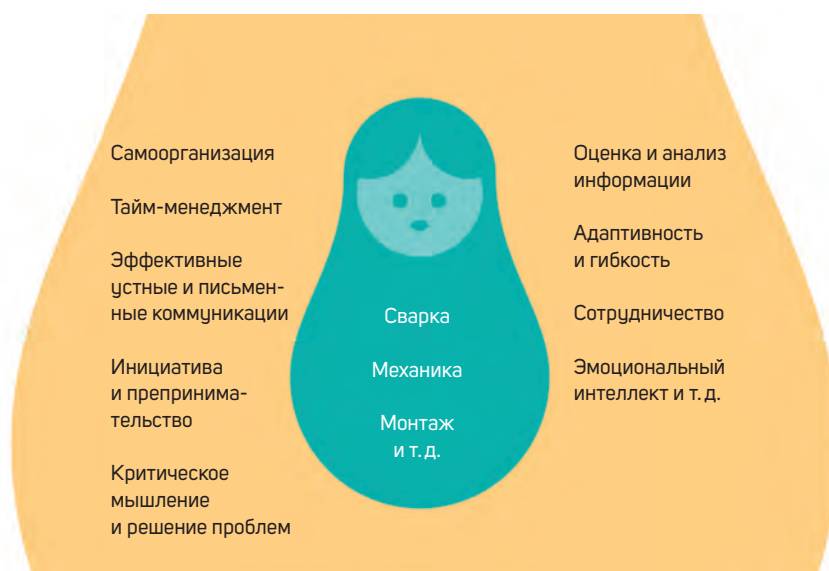 Самоорганизация
Тайм-менеджмент
Эффективные
устные и письмен-
ные коммуникации
Инициатива
и препринима-
тельство
Критическое
мышление
и решение проблем
Сварка
Механика
Монтаж
и т. д.
Оценка и анализ
информации
Адаптивность
и гибкость
Сотрудничество
Эмоциональный
интеллект и т. д.